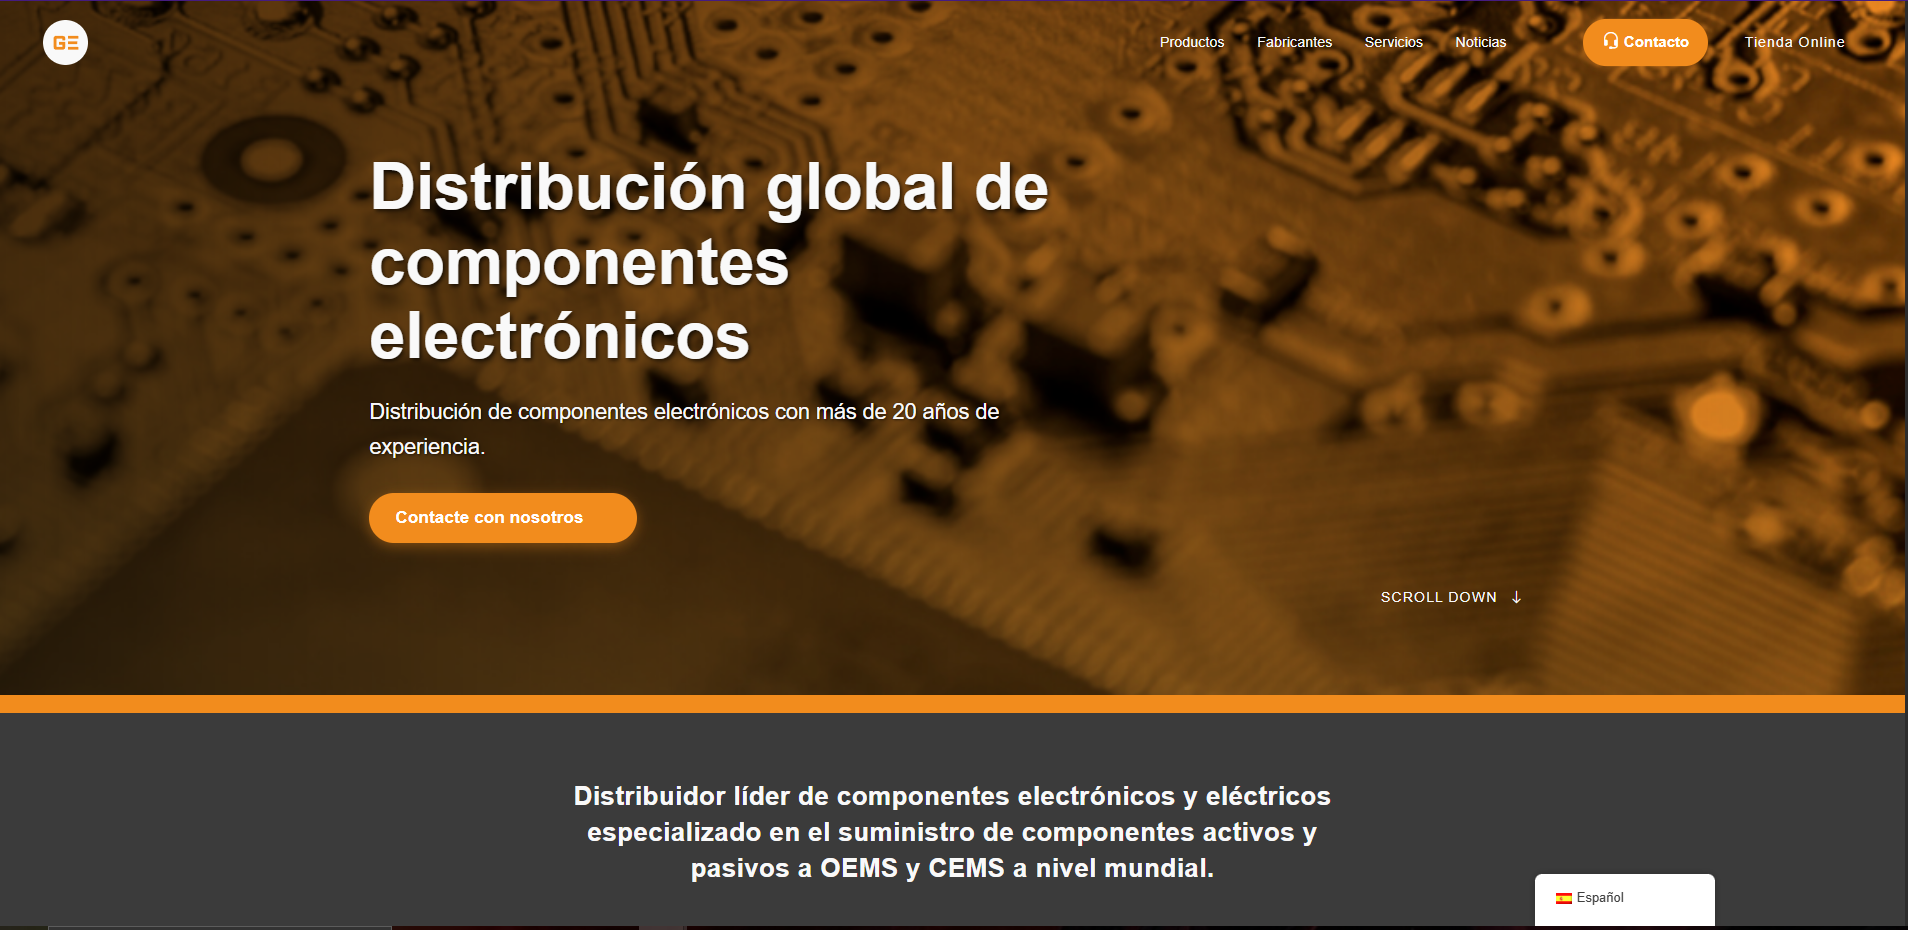 GE
Productos
Fabricantes
Servicios
Noticias
Contacto
Tienda Online
Distribución global de
componentes
electrónicos
Distribución de componentes electrónicos con más de 20 años de
experiencia.
Contacte con nosotros
SCROLL DOWN ↓
Distribuidor líder de componentes electrónicos y eléctricos
especializado en el suministro de componentes activos y
pasivos a OEMS y CEMS a nivel mundial.
Español